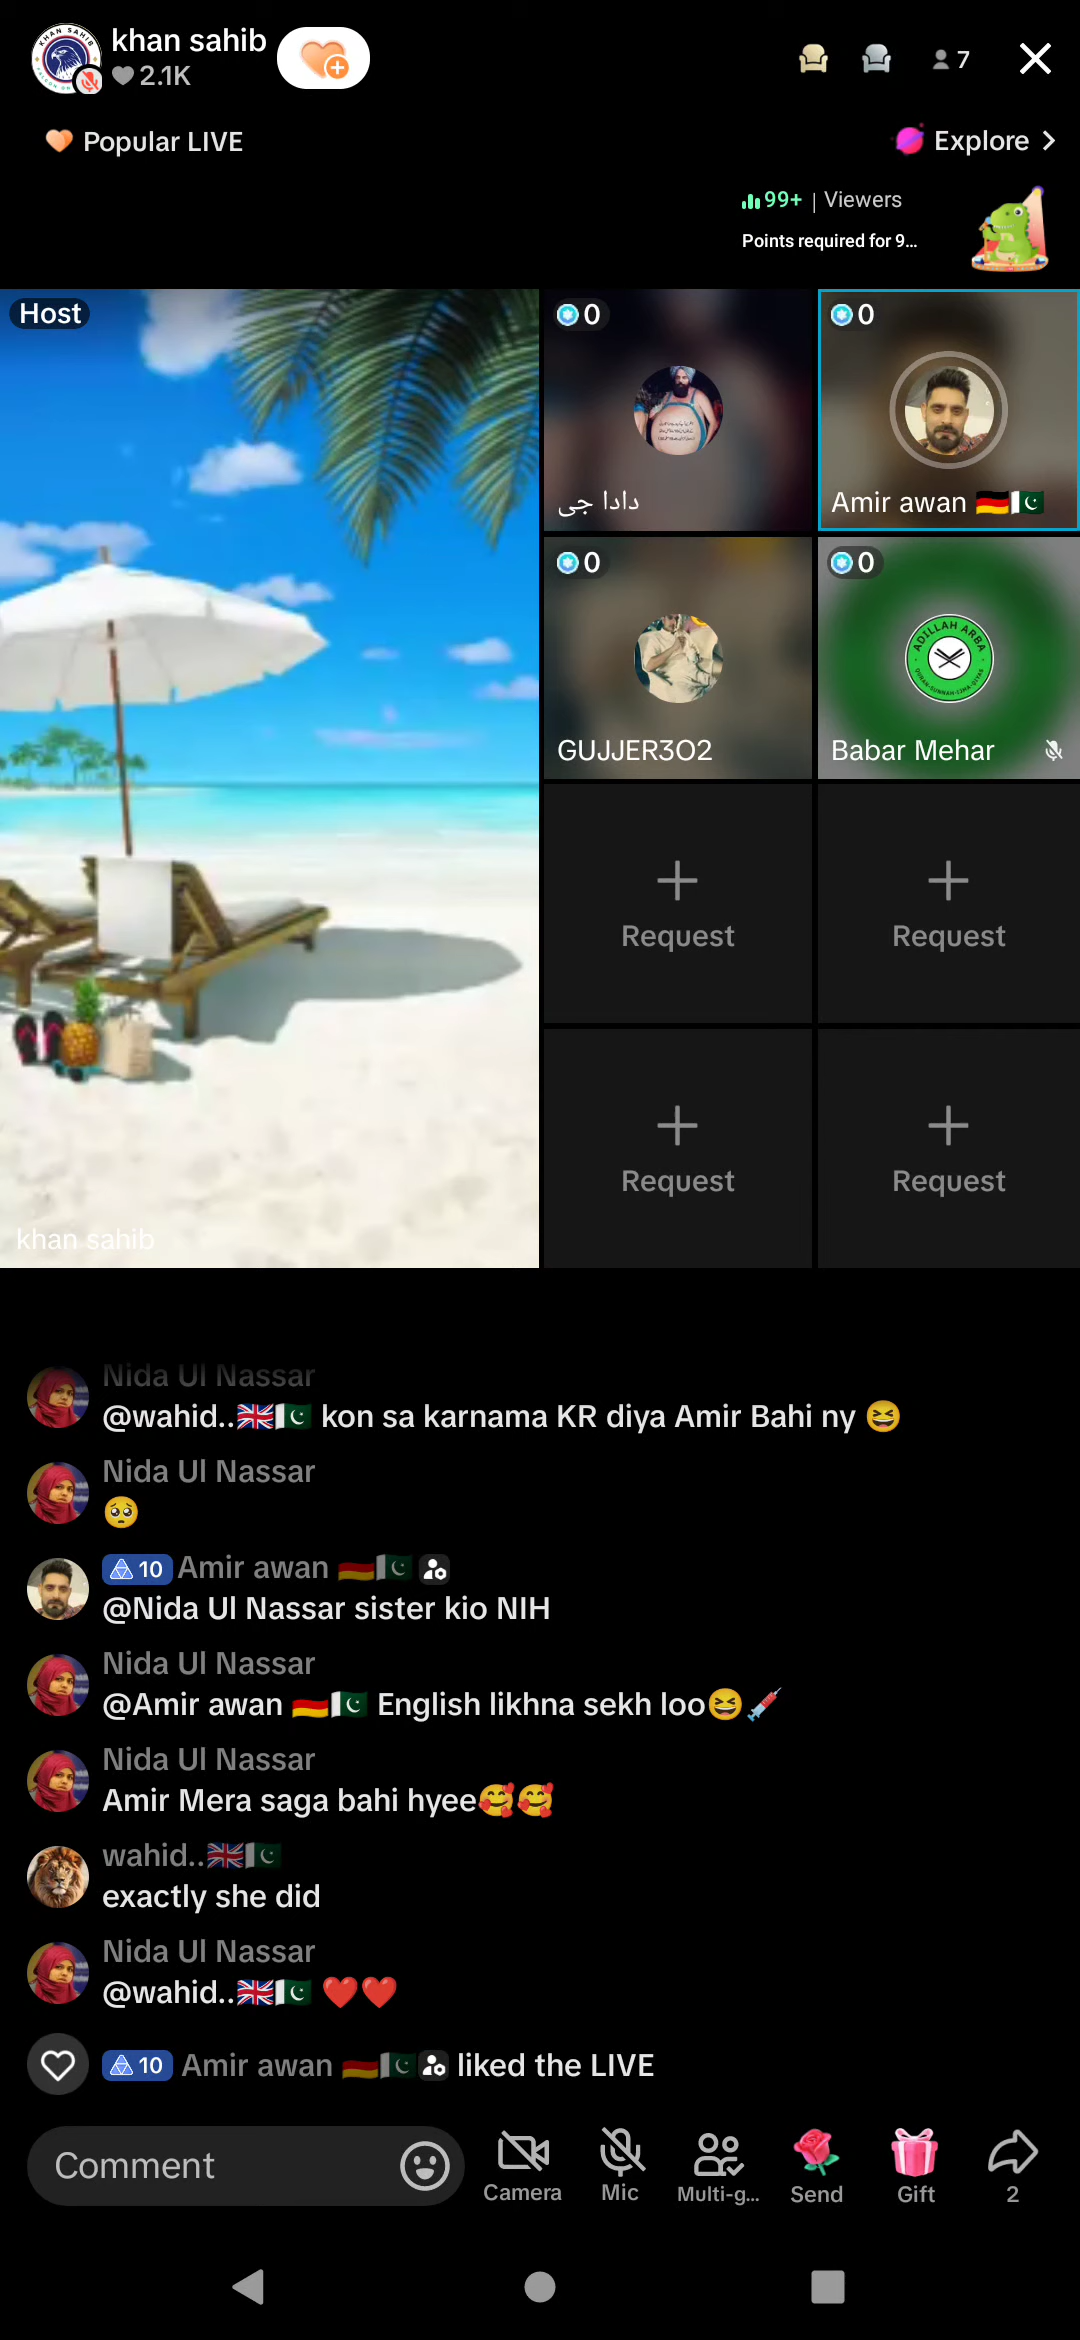 khan sahib
2.1K
7
Popular LIVE
Explore
99+ | Viewers
Points required for 9...
Host
0
0
دادا جی
Amir awan 🇩🇪🇵🇰
0
0
ADILLAH ARBA
GUJJER3O2
Babar Mehar
Request
Request
Request
Request
khan sahib
Nida Ul Nassar
@wahid..🇬🇧🇵🇰 kon sa karnama KR diya Amir Bahi ny 😆
Nida Ul Nassar
🥺
10 Amir awan 🇩🇪🇵🇰
@Nida Ul Nassar sister kio NIH
Nida Ul Nassar
@Amir awan 🇩🇪🇵🇰 English likhna sekh loo😆💉
Nida Ul Nassar
Amir Mera saga bahi hyee🥰🥰
wahid..🇬🇧🇵🇰
exactly she did
Nida Ul Nassar
@wahid..🇬🇧🇵🇰 ❤️❤️
10 Amir awan 🇩🇪🇵🇰 liked the LIVE
Comment
Camera
Mic
Multi-g...
Send
Gift
2